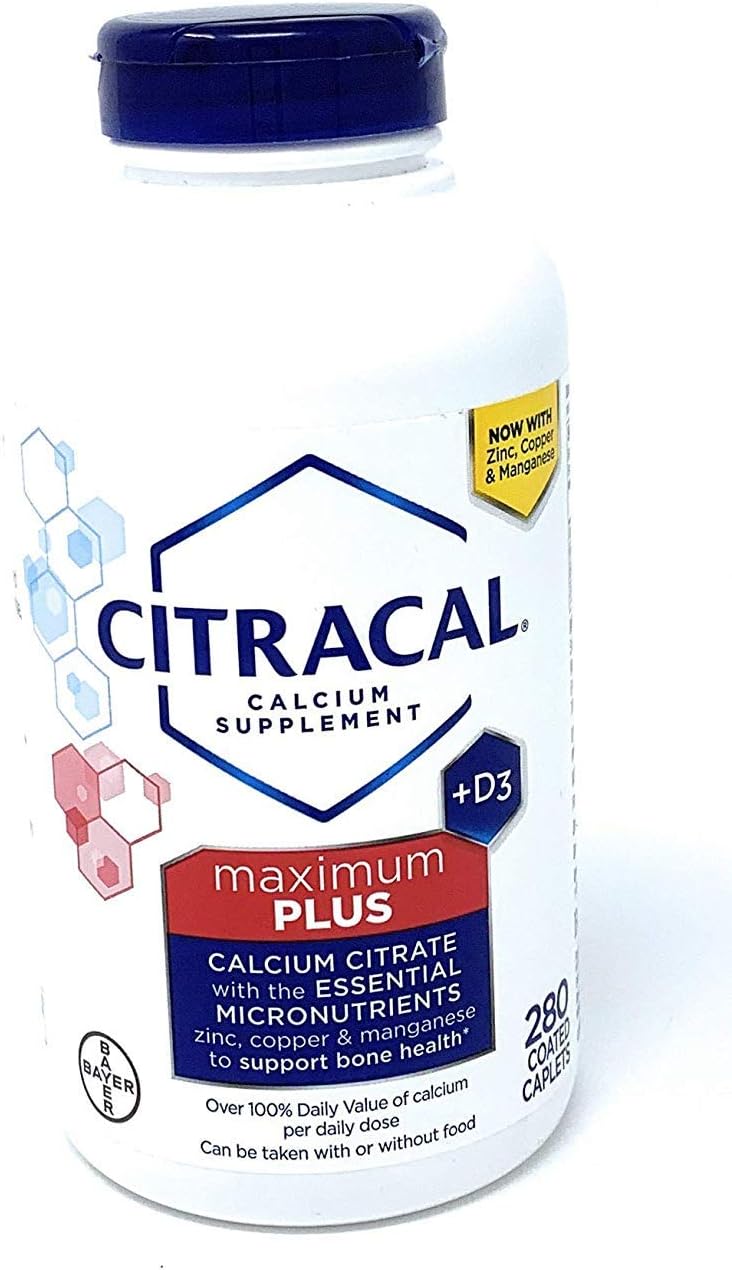 NOW WITH
Zinc, Copper
& Manganese
CITRACAL®
CALCIUM
SUPPLEMENT
+D3
maximum
PLUS
CALCIUM CITRATE
with the ESSENTIAL
MICRONUTRIENTS
zinc, copper & manganese
to support bone health*
280
COATED
CAPLETS
BAYER
BAYER
Over 100% Daily Value of calcium
per daily dose
Can be taken with or without food